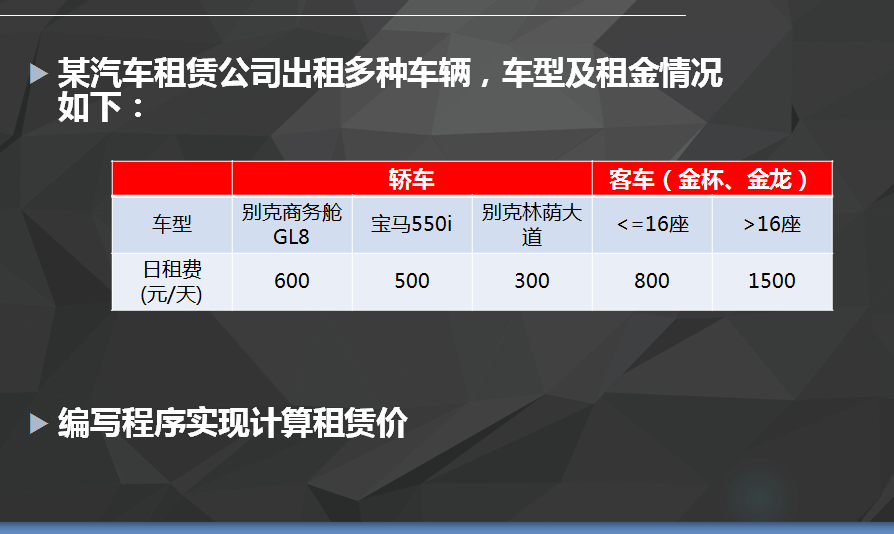 某汽车租赁公司出租多种车辆，车型及租金情况
如下：
轿车 客车（金杯、金龙）
车型 别克商务舱GL8 宝马550i 别克林荫大道 <=16座 >16座
日租费(元/天) 600 500 300 800 1500
编写程序实现计算租赁价